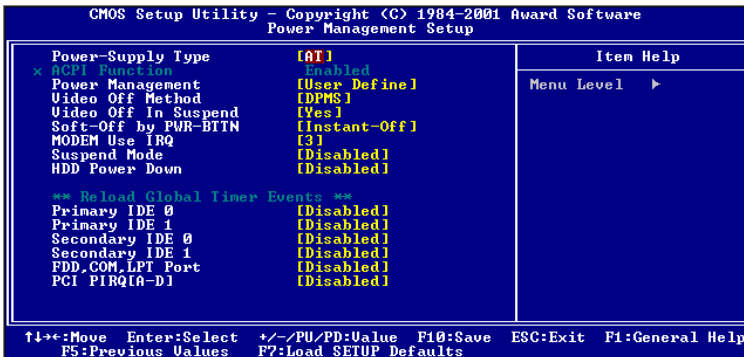 CMOS Setup Utility - Copyright (C) 1984-2001 Award Software
Power Management Setup
Power-Supply Type [AT] Item Help
x ACPI Function Enabled
Power Management [User Define] Menu Level ►
Video Off Method [DPMS]
Video Off In Suspend [Yes]
Soft-Off by PWR-BTTN [Instant-Off]
MODEM Use IRQ [3]
Suspend Mode [Disabled]
HDD Power Down [Disabled]
** Reload Global Timer Events **
Primary IDE 0 [Disabled]
Primary IDE 1 [Disabled]
Secondary IDE 0 [Disabled]
Secondary IDE 1 [Disabled]
FDD,COM,LPT Port [Disabled]
PCI PIRQ[A-D] [Disabled]
↑↓→←:Move Enter:Select +/-/PU/PD:Value F10:Save ESC:Exit F1:General Help
F5:Previous Values F7:Load SETUP Defaults